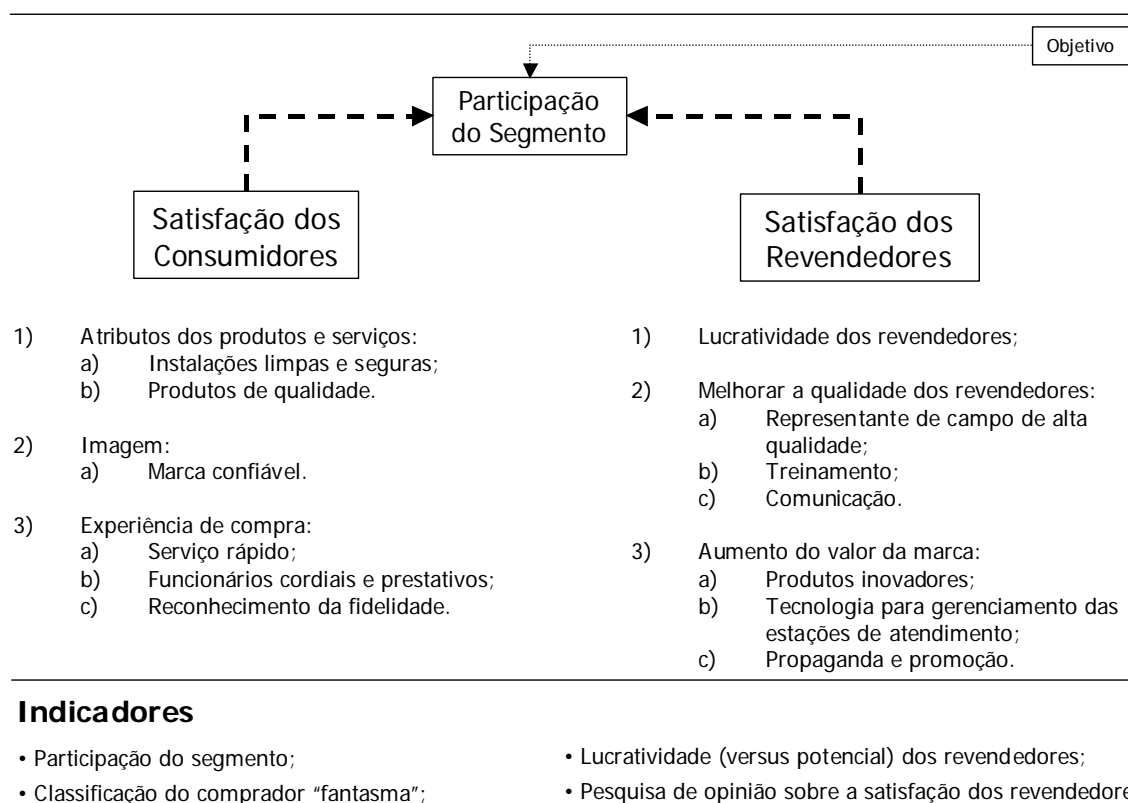 Objetivo
Participação
do Segmento
Satisfação dos
Consumidores
Satisfação dos
Revendedores
1) Atributos dos produtos e serviços:
a) Instalações limpas e seguras;
b) Produtos de qualidade.
2) Imagem:
a) Marca confiável.
3) Experiência de compra:
a) Serviço rápido;
b) Funcionários cordiais e prestativos;
c) Reconhecimento da fidelidade.
1) Lucratividade dos revendedores;
2) Melhorar a qualidade dos revendedores:
a) Representante de campo de alta
qualidade;
b) Treinamento;
c) Comunicação.
3) Aumento do valor da marca:
a) Produtos inovadores;
b) Tecnologia para gerenciamento das
estações de atendimento;
c) Propaganda e promoção.
Indicadores
• Participação do segmento;
• Classificação do comprador “fantasma”;
• Lucratividade (versus potencial) dos revendedores;
• Pesquisa de opinião sobre a satisfação dos